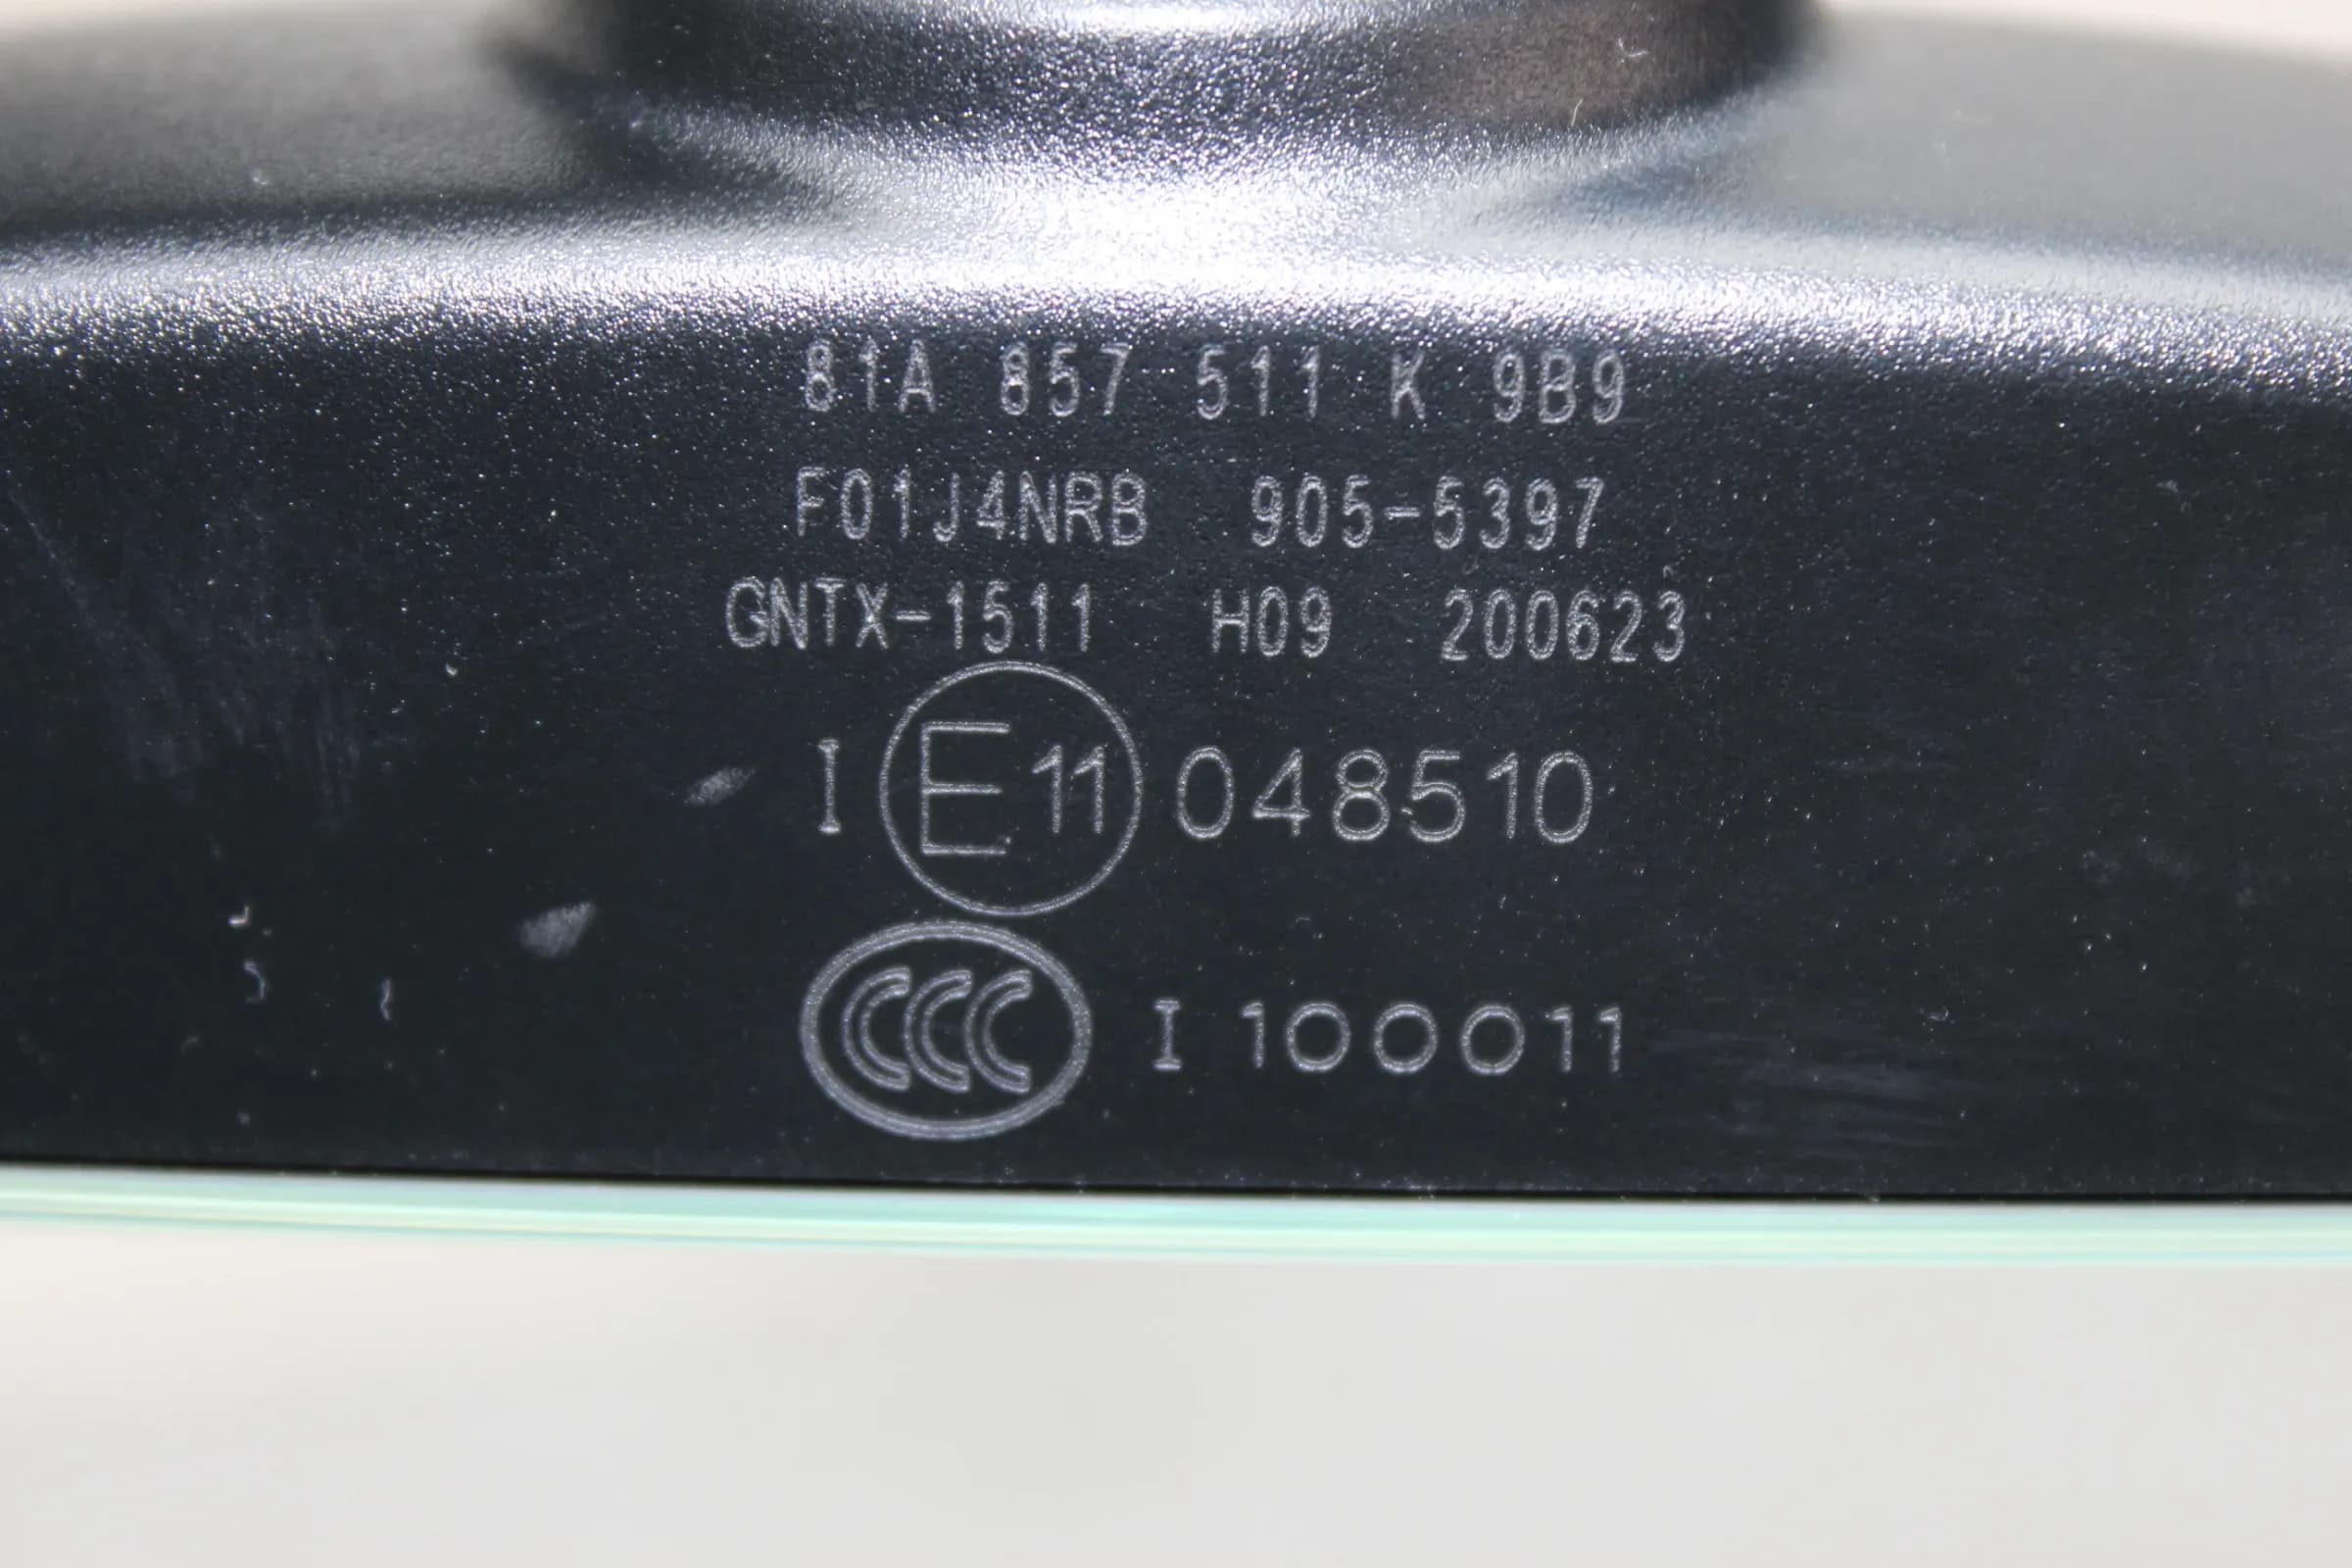 81A 857 511 K 9B9
F01J4NRB 905-5397
GNTX-1511 H09 200623
I E11 048510
CCC I 100011